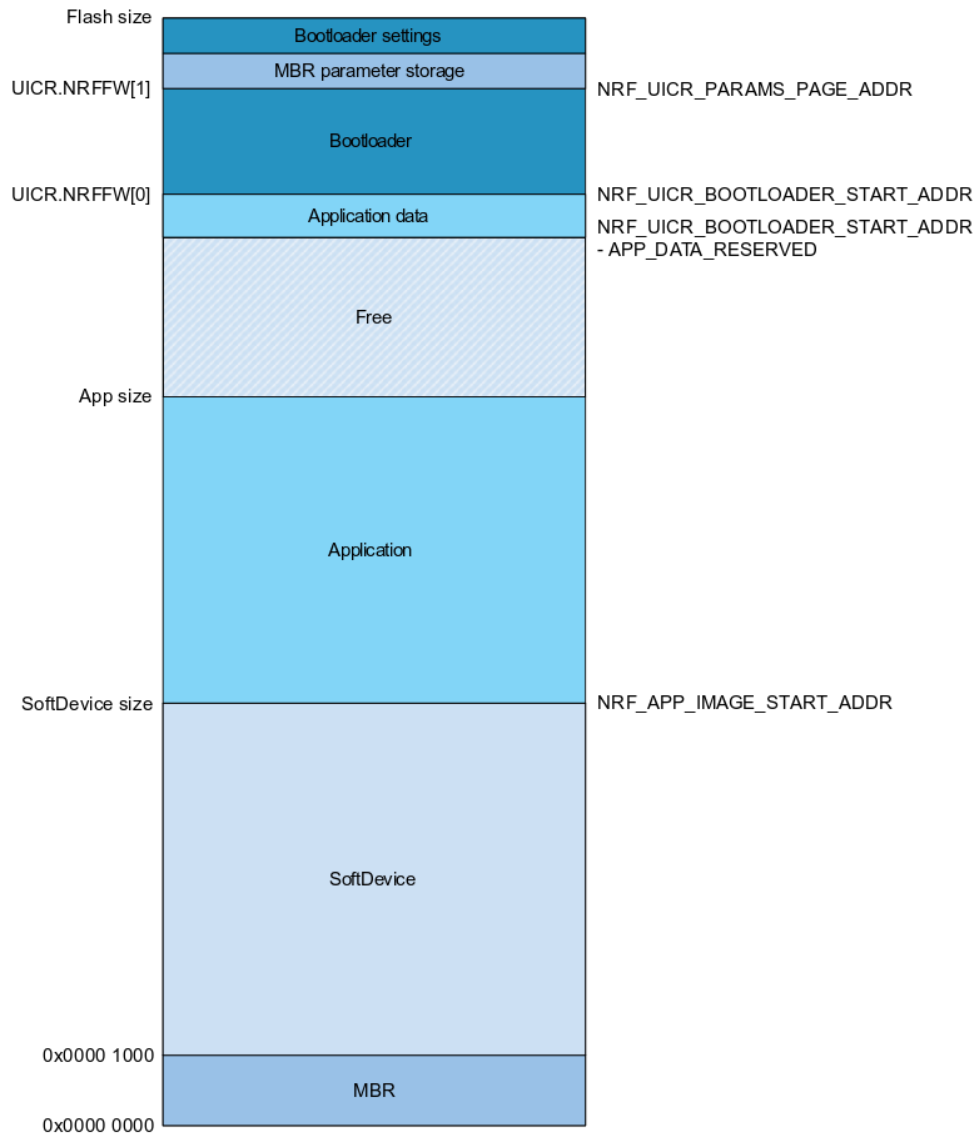 Flash size
Bootloader settings
MBR parameter storage
UICR.NRFFW[1]
NRF_UICR_PARAMS_PAGE_ADDR
Bootloader
UICR.NRFFW[0]
NRF_UICR_BOOTLOADER_START_ADDR
Application data
NRF_UICR_BOOTLOADER_START_ADDR
- APP_DATA_RESERVED
Free
App size
Application
SoftDevice size
NRF_APP_IMAGE_START_ADDR
SoftDevice
0x0000 1000
MBR
0x0000 0000